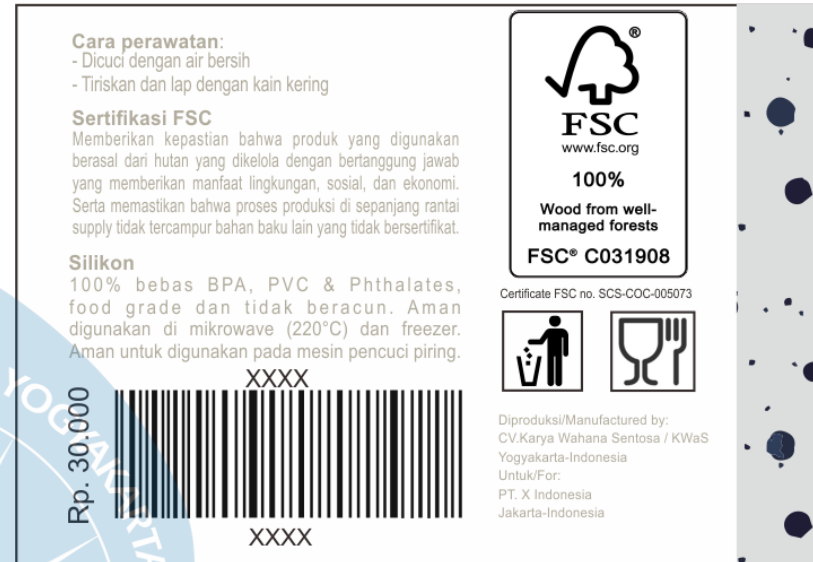 Cara perawatan:
- Dicuci dengan air bersih
- Tiriskan dan lap dengan kain kering
Sertifikasi FSC
Memberikan kepastian bahwa produk yang digunakan
berasal dari hutan yang dikelola dengan bertanggung jawab
yang memberikan manfaat lingkungan, sosial, dan ekonomi.
Serta memastikan bahwa proses produksi di sepanjang rantai
supply tidak tercampur bahan baku lain yang tidak bersertifikat.
Silikon
100% bebas BPA, PVC & Phthalates,
food grade dan tidak beracun. Aman
digunakan di mikrowave (220°C) dan freezer.
Aman untuk digunakan pada mesin pencuci piring.
YOGYAKARTA
Rp. 30.000
XXXX
XXXX
®
FSC
www.fsc.org
100%
Wood from well-
managed forests
FSC® C031908
Certificate FSC no. SCS-COC-005073
Diproduksi/Manufactured by:
CV.Karya Wahana Sentosa / KWaS
Yogyakarta-Indonesia
Untuk/For:
PT. X Indonesia
Jakarta-Indonesia